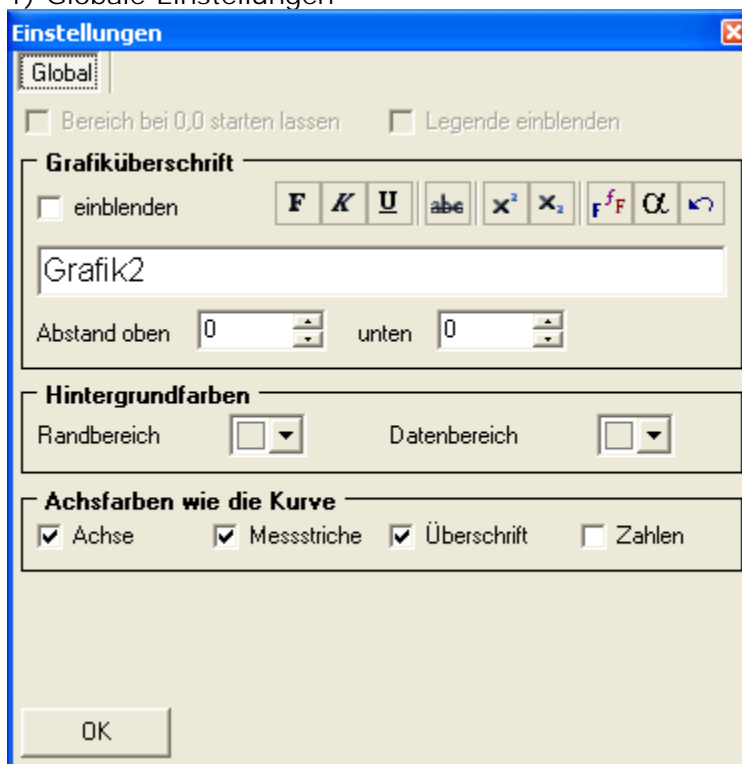 1) Globale Einstellungen
Einstellungen
Global
Bereich bei 0,0 starten lassen Legende einblenden
Grafiküberschrift
einblenden F K U abc x² x₂ FfF α
Grafik2
Abstand oben 0 unten 0
Hintergrundfarben
Randbereich Datenbereich
Achsfarben wie die Kurve
Achse Messstriche Überschrift Zahlen
OK